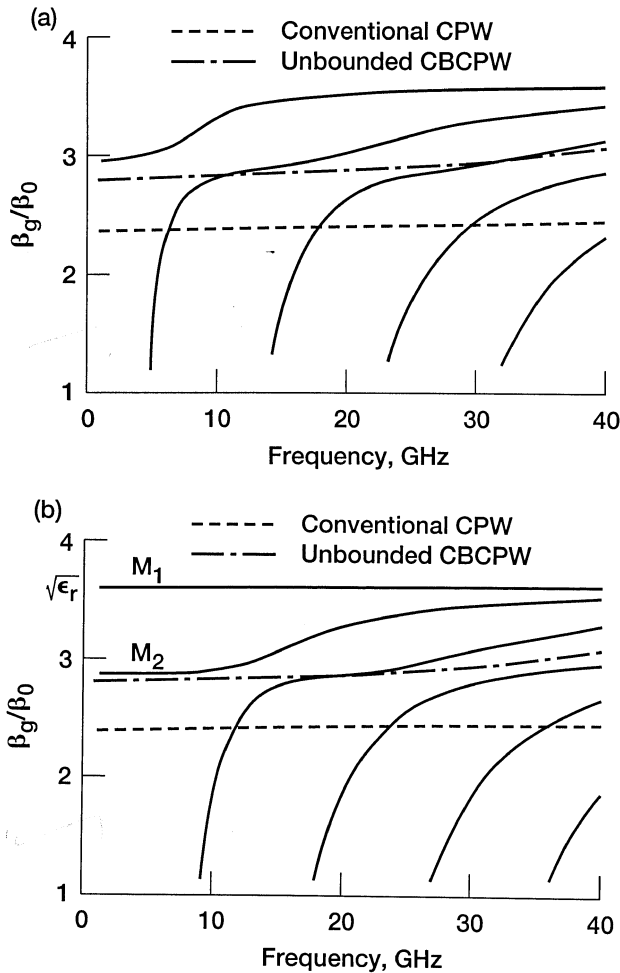 (a)
Conventional CPW
Unbounded CBCPW
4
3
2
1
βg/β0
0 10 20 30 40
Frequency, GHz
(b)
Conventional CPW
Unbounded CBCPW
4
√εr
M1
3
M2
2
1
βg/β0
0 10 20 30 40
Frequency, GHz